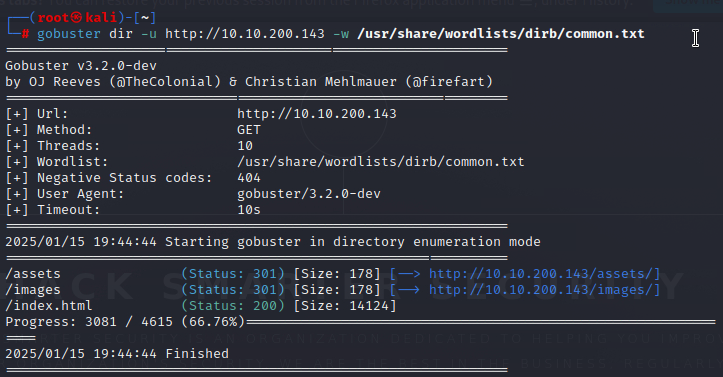 (root㉿kali)-[~]
# gobuster dir -u http://10.10.200.143 -w /usr/share/wordlists/dirb/common.txt
===============================================================
Gobuster v3.2.0-dev
by OJ Reeves (@TheColonial) & Christian Mehlmauer (@firefart)
===============================================================
[+] Url:                     http://10.10.200.143
[+] Method:                  GET
[+] Threads:                 10
[+] Wordlist:                /usr/share/wordlists/dirb/common.txt
[+] Negative Status codes:   404
[+] User Agent:              gobuster/3.2.0-dev
[+] Timeout:                 10s
===============================================================
2025/01/15 19:44:44 Starting gobuster in directory enumeration mode
===============================================================
/assets               (Status: 301) [Size: 178] [--> http://10.10.200.143/assets/]
/images               (Status: 301) [Size: 178] [--> http://10.10.200.143/images/]
/index.html           (Status: 200) [Size: 14124]
Progress: 3081 / 4615 (66.76%)===============================================================
2025/01/15 19:44:44 Finished
===============================================================